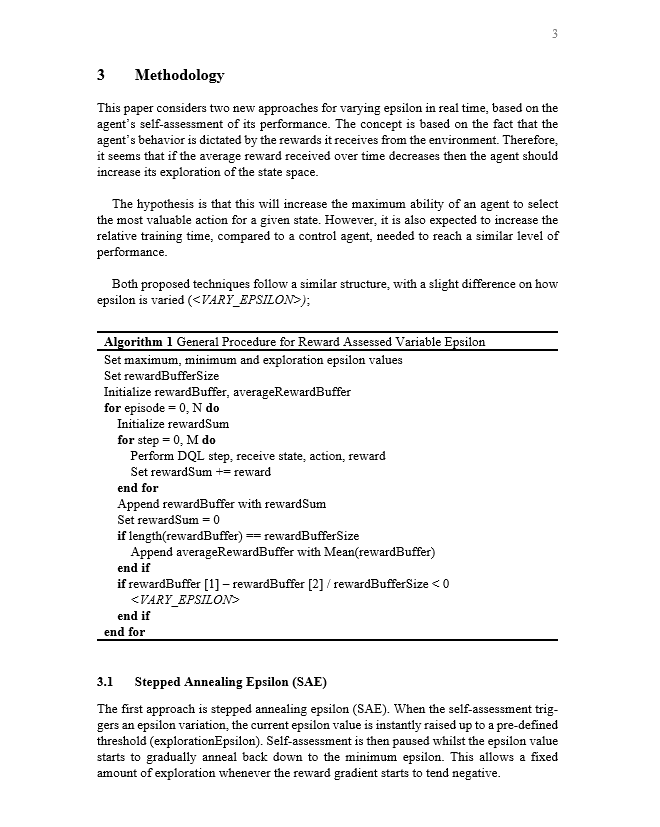 3
3 Methodology
This paper considers two new approaches for varying epsilon in real time, based on the
agent's self-assessment of its performance. The concept is based on the fact that the
agent's behavior is dictated by the rewards it receives from the environment. Therefore,
it seems that if the average reward received over time decreases then the agent should
increase its exploration of the state space.
The hypothesis is that this will increase the maximum ability of an agent to select
the most valuable action for a given state. However, it is also expected to increase the
relative training time, compared to a control agent, needed to reach a similar level of
performance.
Both proposed techniques follow a similar structure, with a slight difference on how
epsilon is varied (<VARY_EPSILON>);
Algorithm 1 General Procedure for Reward Assessed Variable Epsilon
Set maximum, minimum and exploration epsilon values
Set rewardBufferSize
Initialize rewardBuffer, averageRewardBuffer
for episode = 0, N do
Initialize rewardSum
for step = 0, M do
Perform DQL step, receive state, action, reward
Set rewardSum += reward
end for
Append rewardBuffer with rewardSum
Set rewardSum = 0
if length(rewardBuffer) == rewardBufferSize
Append averageRewardBuffer with Mean(rewardBuffer)
end if
if rewardBuffer [1] – rewardBuffer [2] / rewardBufferSize < 0
<VARY_EPSILON>
end if
end for
3.1 Stepped Annealing Epsilon (SAE)
The first approach is stepped annealing epsilon (SAE). When the self-assessment trig-
gers an epsilon variation, the current epsilon value is instantly raised up to a pre-defined
threshold (explorationEpsilon). Self-assessment is then paused whilst the epsilon value
starts to gradually anneal back down to the minimum epsilon. This allows a fixed
amount of exploration whenever the reward gradient starts to tend negative.